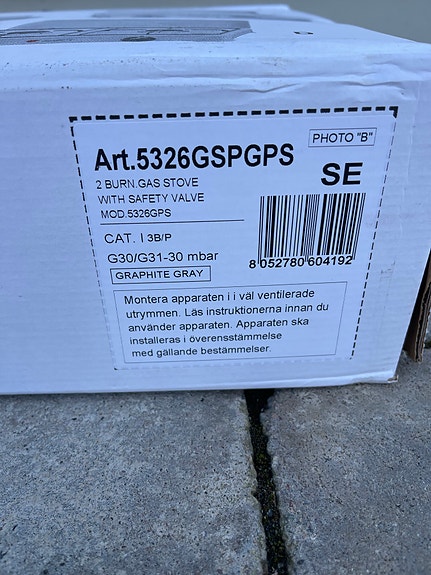 PHOTO "B"
Art.5326GSPGPS
SE
2 BURN.GAS STOVE
WITH SAFETY VALVE
MOD.5326GPS
CAT. I 3B/P
G30/G31-30 mbar
8 052780 604192
GRAPHITE GRAY
Montera apparaten i i väl ventilerade
utrymmen. Läs instruktionerna innan du
använder apparaten. Apparaten ska
installeras i överensstämmelse
med gällande bestämmelser.